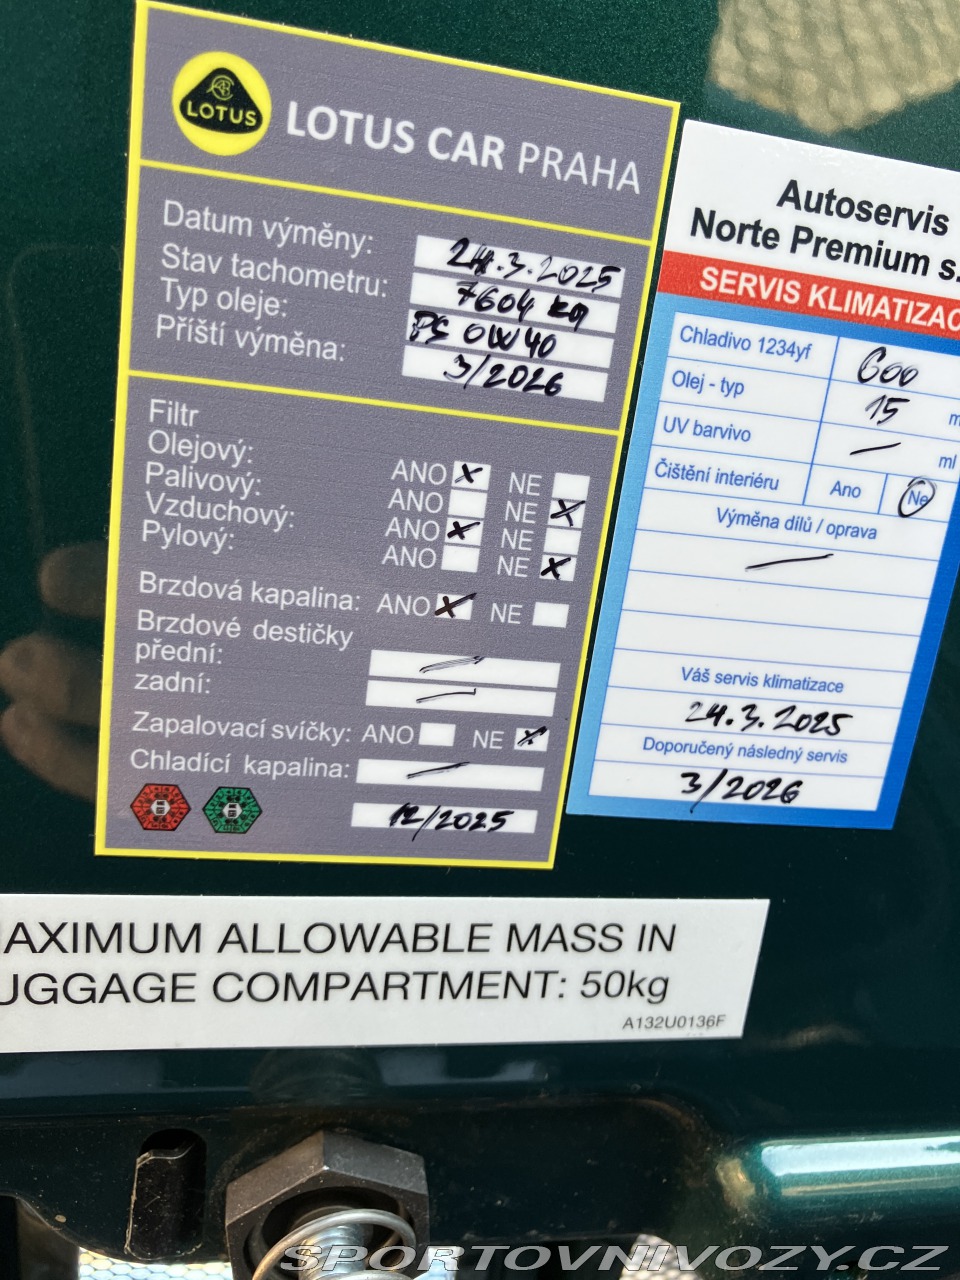 LOTUS
LOTUS CAR PRAHA
Datum výměny: 24.3.2025
Stav tachometru: 7604
Typ oleje: PS 0W40
Příští výměna: 3/2026
Filtr
Olejový: ANO x NE
Palivový: ANO NE x
Vzduchový: ANO x NE
Pylový: ANO NE x
Brzdová kapalina: ANO x NE
Brzdové destičky
přední: —
zadní: —
Zapalovací svíčky: ANO NE x
Chladící kapalina: —
12/2025
Autoservis
Norte Premium s.
SERVIS KLIMATIZAC
Chladivo 1234yf 600
Olej - typ 15 m
UV barvivo — ml
Čištění interiéru Ano Ne
Výměna dílů / oprava
—
Váš servis klimatizace
24.3.2025
Doporučený následný servis
3/2026
AXIMUM ALLOWABLE MASS IN
UGGAGE COMPARTMENT: 50kg
A132U0136F
SPORTOVNIVOZY.CZ